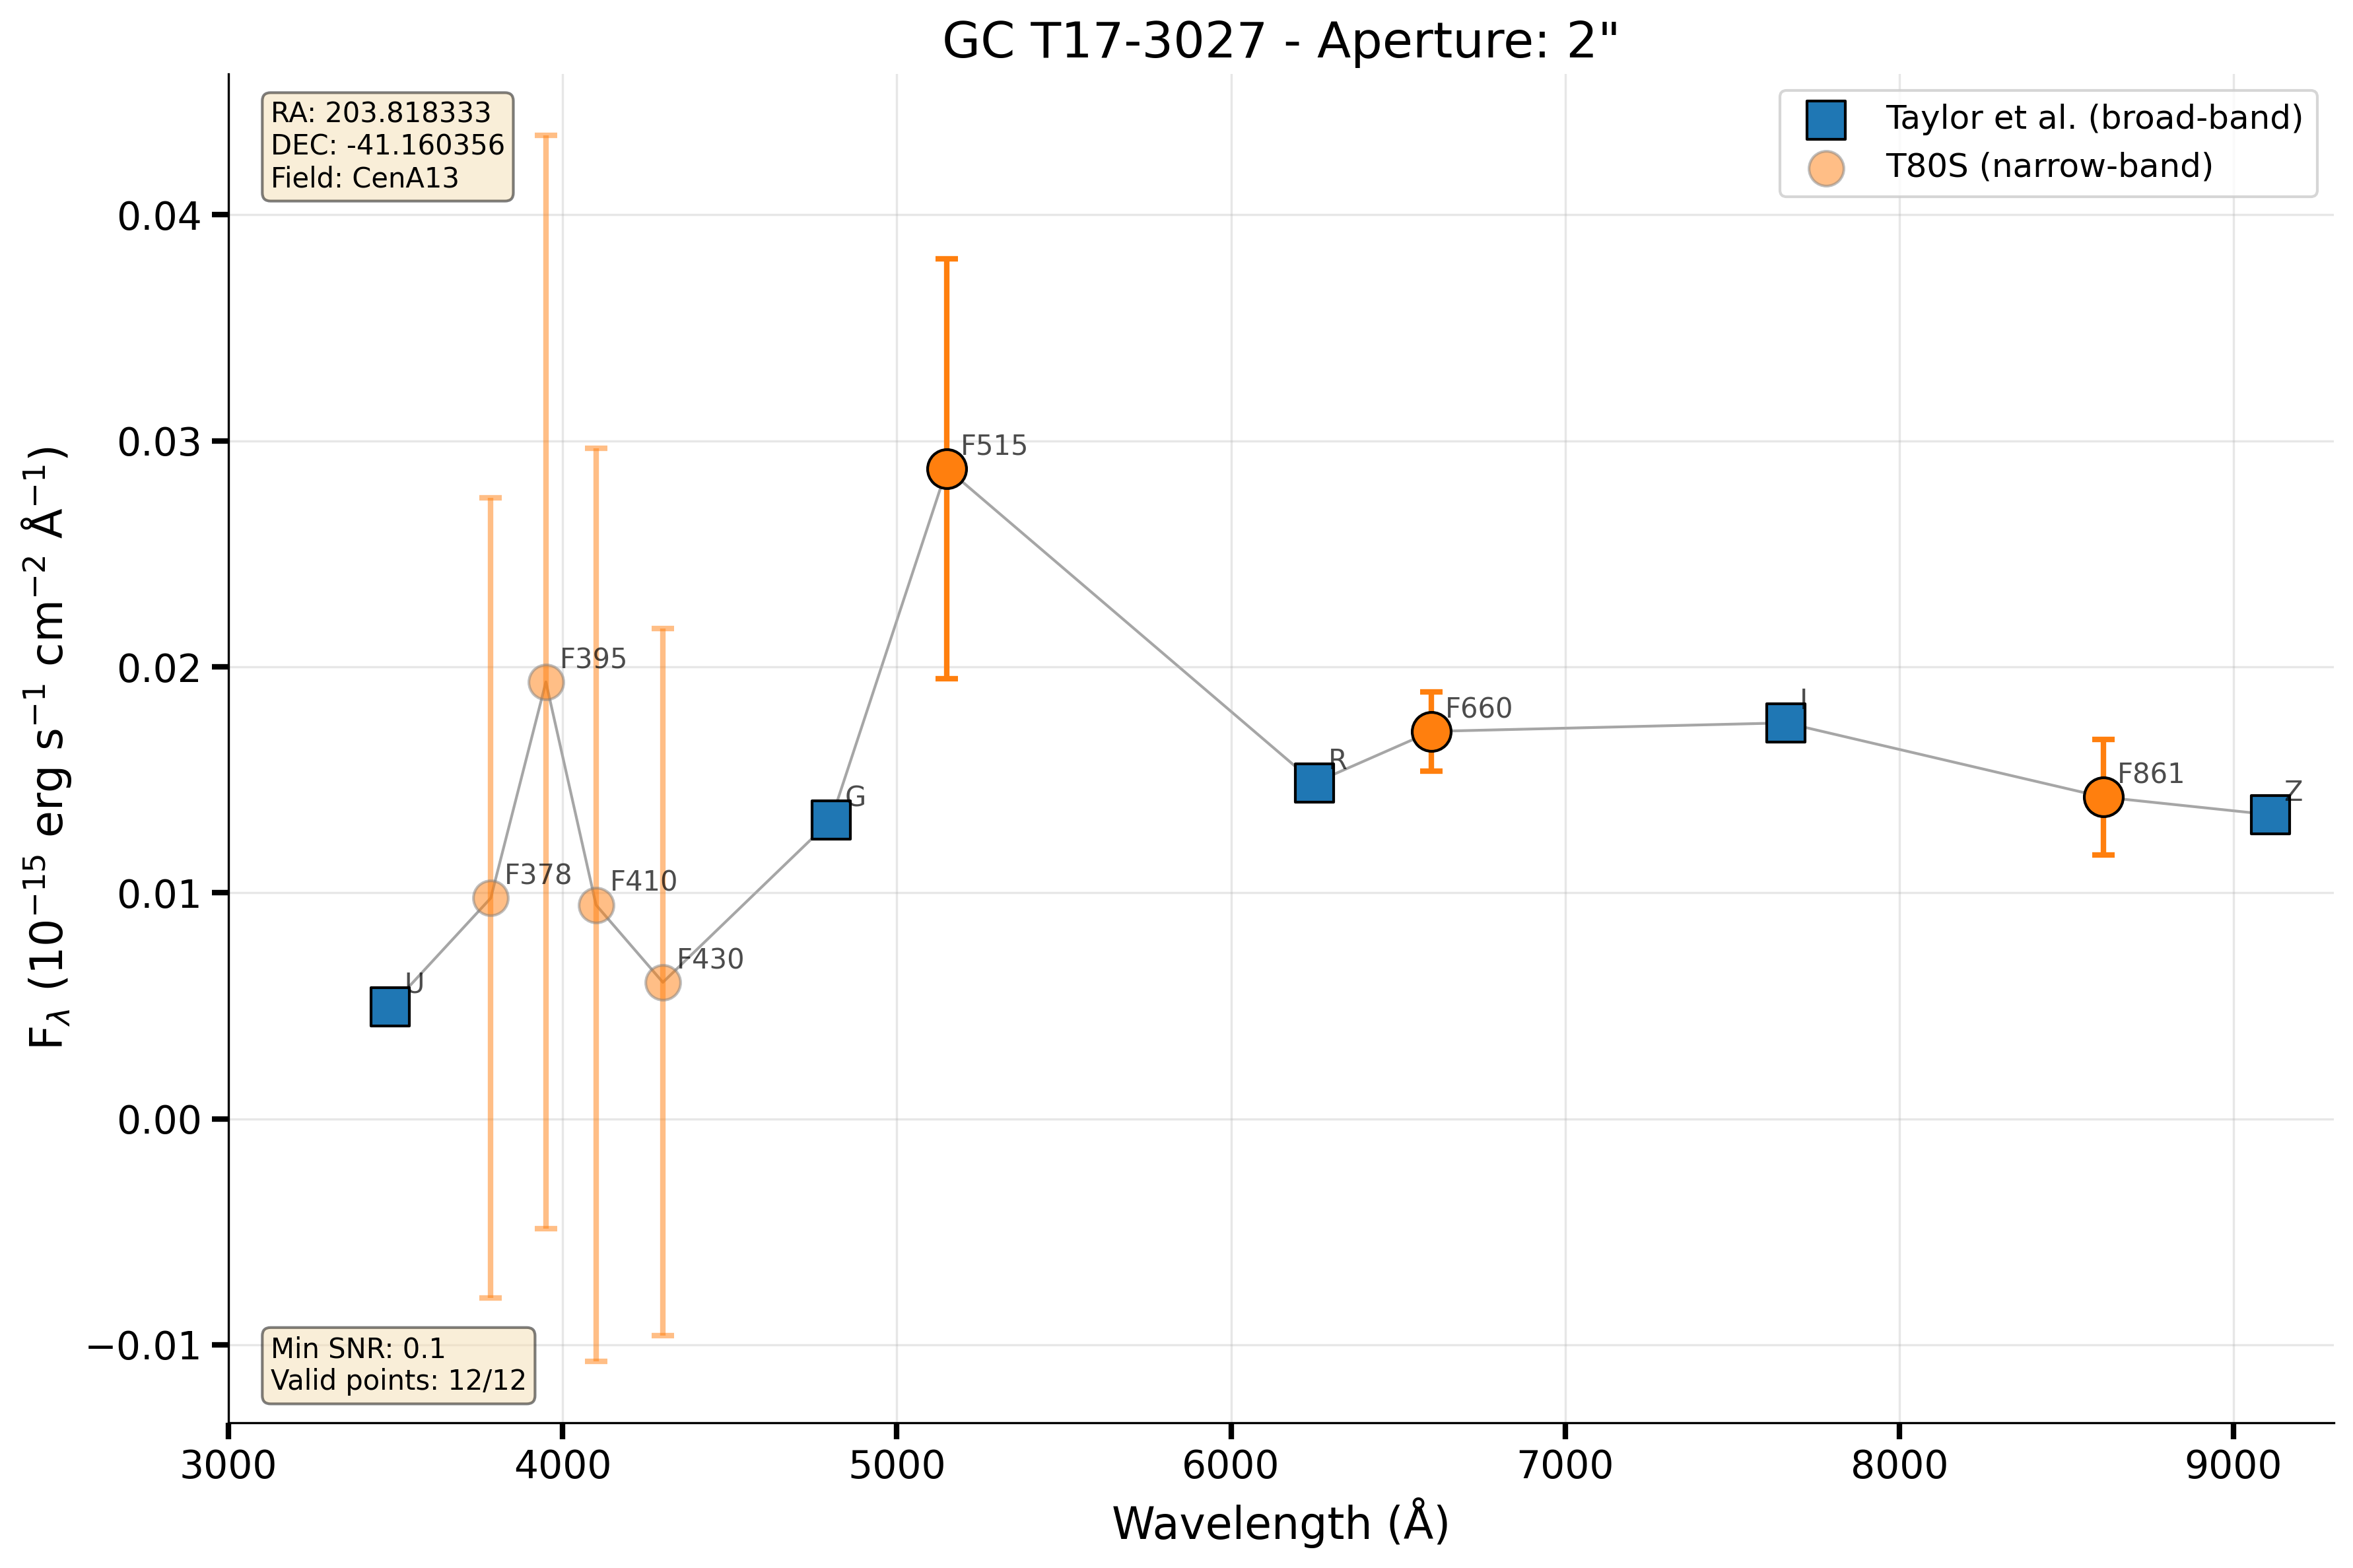 GC T17-3027 - Aperture: 2"
RA: 203.818333
DEC: -41.160356
Field: CenA13
Taylor et al. (broad-band)
T80S (narrow-band)
0.04
0.03
0.02
0.01
0.00
−0.01
F_λ (10⁻¹⁵ erg s⁻¹ cm⁻² Å⁻¹)
U
F378
F395
F410
F430
G
F515
R
F660
I
F861
Z
Min SNR: 0.1
Valid points: 12/12
3000 4000 5000 6000 7000 8000 9000
Wavelength (Å)